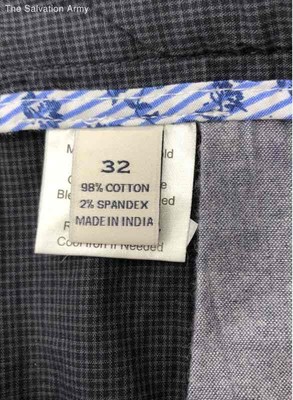 The Salvation Army
32
98% COTTON
2% SPANDEX
MADE IN INDIA
Cool Iron If Needed